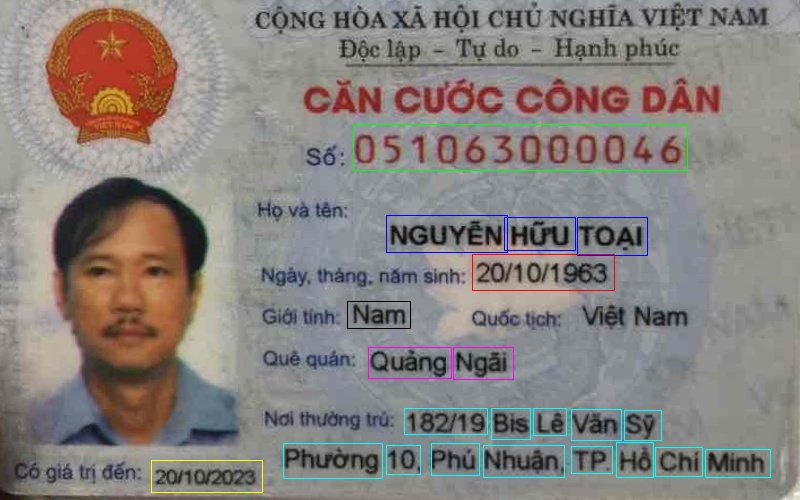 CỘNG HÒA XÃ HỘI CHỦ NGHĨA VIỆT NAM
Độc lập - Tự do - Hạnh phúc
CĂN CƯỚC CÔNG DÂN
Số: 051063000046
Họ và tên:
NGUYỄN HỮU TOẠI
Ngày, tháng, năm sinh: 20/10/1963
Giới tính: Nam Quốc tịch: Việt Nam
Quê quán: Quảng Ngãi
Nơi thường trú: 182/19 Bis Lê Văn Sỹ
Phường 10, Phú Nhuận, TP. Hồ Chí Minh
Có giá trị đến: 20/10/2023